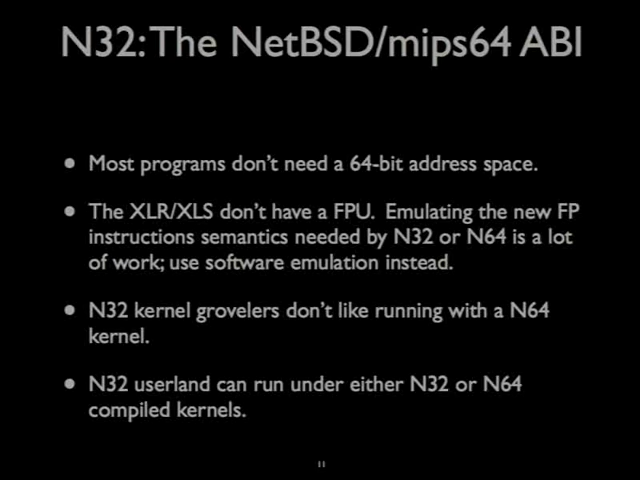 N32: The NetBSD/mips64 ABI
• Most programs don't need a 64-bit address space.
• The XLR/XLS don't have a FPU. Emulating the new FP
instructions semantics needed by N32 or N64 is a lot
of work; use software emulation instead.
• N32 kernel grovelers don't like running with a N64
kernel.
• N32 userland can run under either N32 or N64
compiled kernels.
11